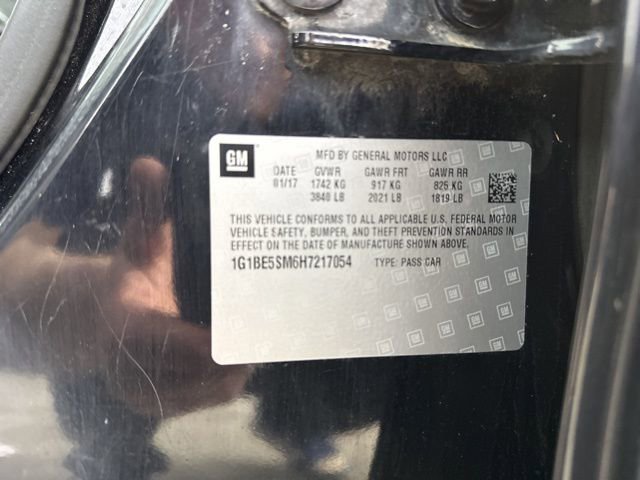 GM
MFD BY GENERAL MOTORS LLC
DATE GVWR GAWR FRT GAWR RR
01/17 1742 KG 917 KG 825 KG
3840 LB 2021 LB 1819 LB
THIS VEHICLE CONFORMS TO ALL APPLICABLE U.S. FEDERAL MOTOR
VEHICLE SAFETY, BUMPER, AND THEFT PREVENTION STANDARDS IN
EFFECT ON THE DATE OF MANUFACTURE SHOWN ABOVE.
1G1BE5SM6H7217054 TYPE: PASS CAR